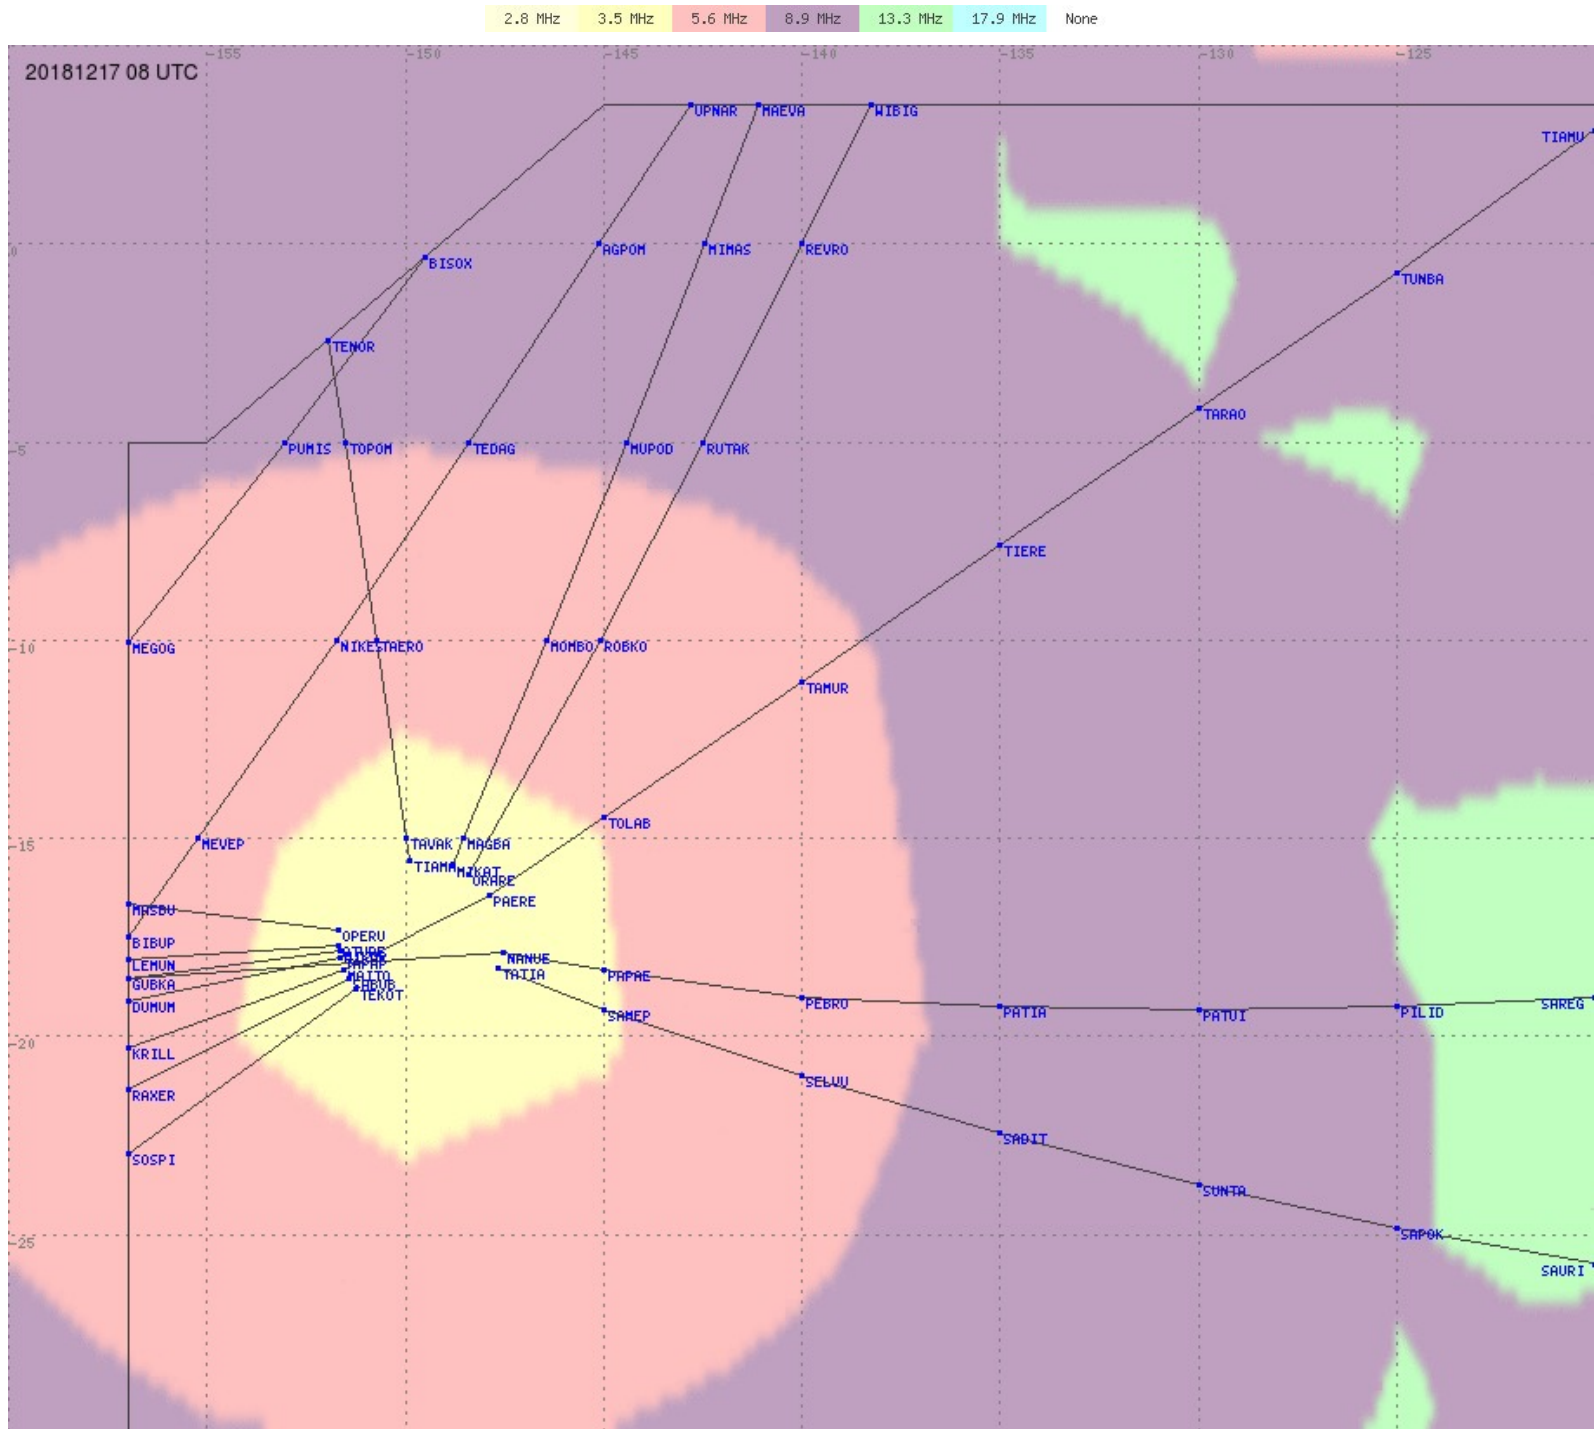 2.8 MHz 3.5 MHz 5.6 MHz 8.9 MHz 13.3 MHz 17.9 MHz None
-155 -150 -145 -140 -135 -130 -125
20181217 08 UTC
UPNAR MAEVA WIBIG
TIAMU
0
AGPOM MIMAS REVRO
BISOX
TUNBA
TENOR
TARAO
-5
PUMIS TOPOM TEDAG MUPOD RUTAK
TIERE
-10
MEGOG NIKES TAERO MOMBO ROBKO
TAMUR
TOLAB
-15
MEVEP TAVAK MAGBA
TIAMA MIKAT
ORARE
PAERE
MASBU
OPERU
BIBUP
NANUE
LEMUN
MAITO TATIA PAPAE
GUBKA
TEKOT
DUMUM
PEBRO PATIA PATUI PILID SAREG
SAMEP
-20
KRILL
SELVU
RAXER
SADIT
SOSPI
SUNTA
-25
SAPOK
SAURI